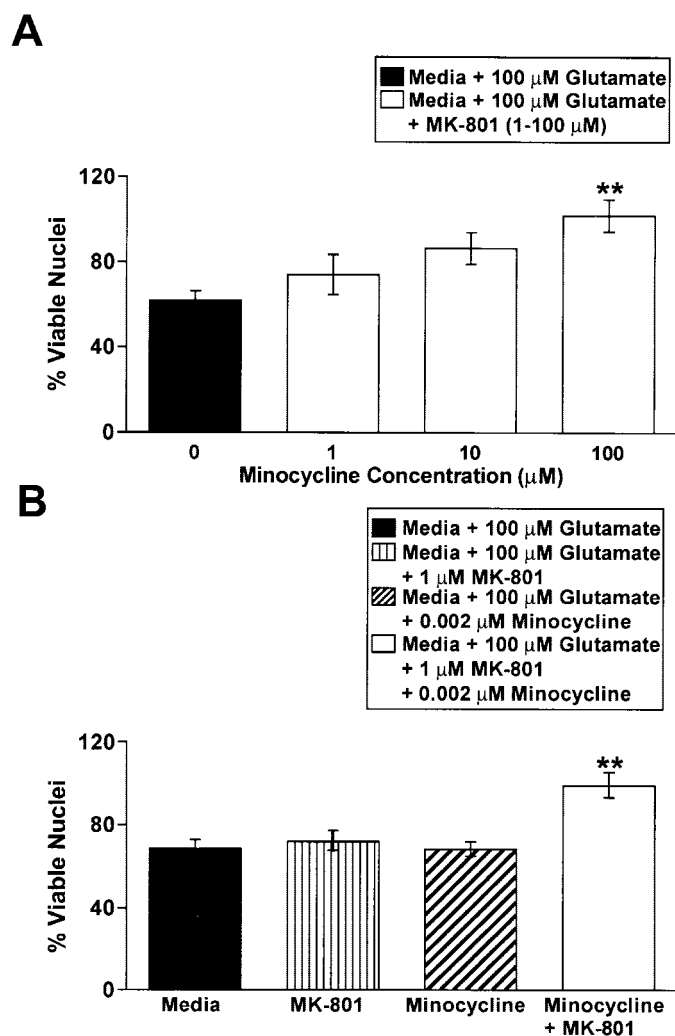 A
Media + 100 μM Glutamate
Media + 100 μM Glutamate
+ MK-801 (1-100 μM)
120
80
40
0
% Viable Nuclei
**
0 1 10 100
Minocycline Concentration (μM)
B
Media + 100 μM Glutamate
Media + 100 μM Glutamate
+ 1 μM MK-801
Media + 100 μM Glutamate
+ 0.002 μM Minocycline
Media + 100 μM Glutamate
+ 1 μM MK-801
+ 0.002 μM Minocycline
120
80
40
0
% Viable Nuclei
**
Media MK-801 Minocycline Minocycline
+ MK-801